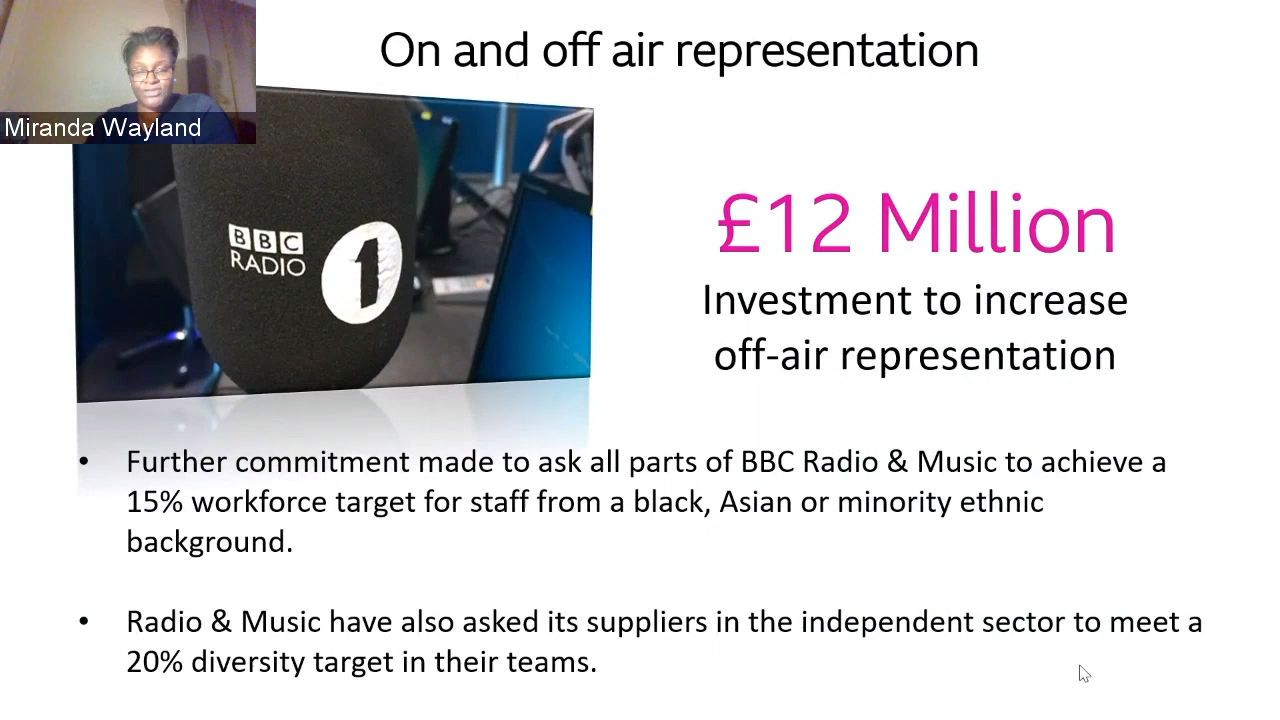 On and off air representation
Miranda Wayland
BBC
RADIO 1
£12 Million
Investment to increase
off-air representation
• Further commitment made to ask all parts of BBC Radio & Music to achieve a
15% workforce target for staff from a black, Asian or minority ethnic
background.
• Radio & Music have also asked its suppliers in the independent sector to meet a
20% diversity target in their teams.